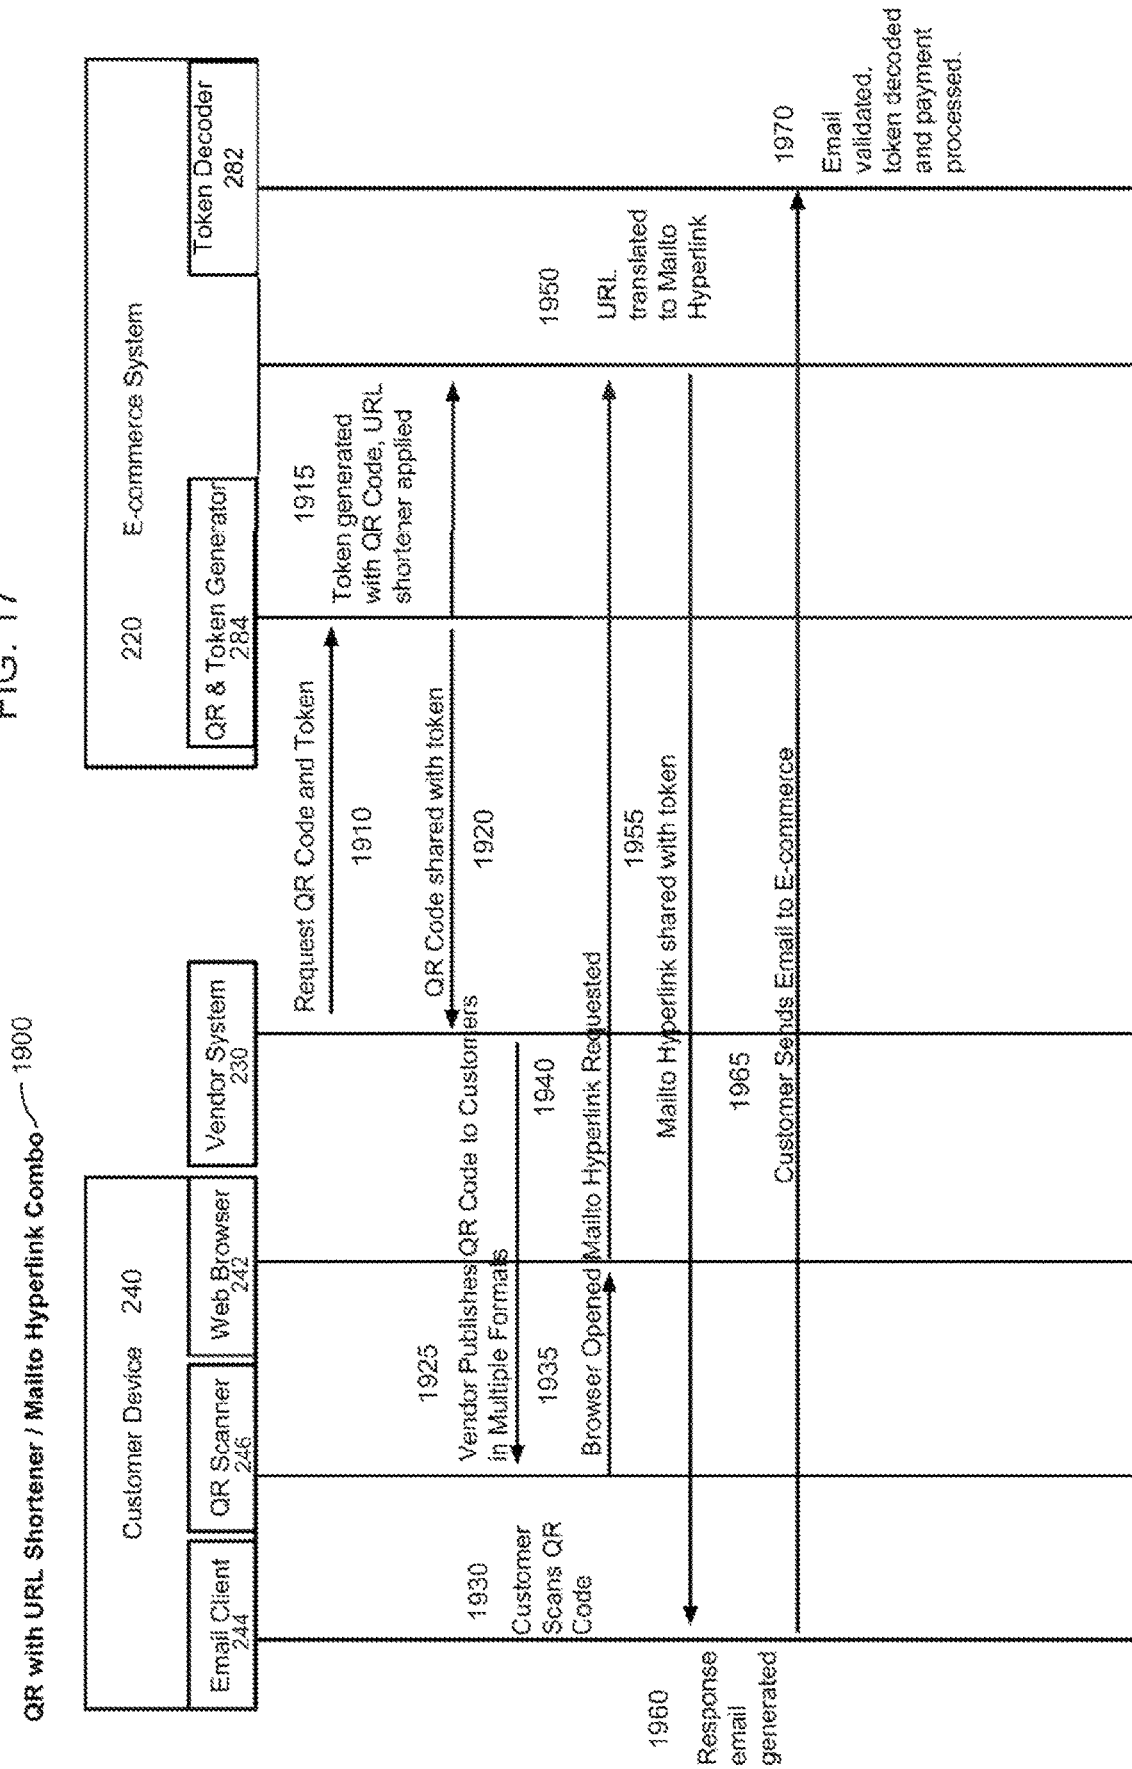 FIG. 17
QR with URL Shortener / Mailto Hyperlink Combo
1900
Customer Device 240
Email Client
244
QR Scanner
246
Web Browser
242
Vendor System
230
220 E-commerce System
QR & Token Generator
284
Token Decoder
282
Request QR Code and Token
1910
1915
Token generated
with QR Code, URL
shortener applied
QR Code shared with token
1920
1925
Vendor Publishes QR Code to Customers
in Multiple Formats
1930
Customer
Scans QR
Code
1935
Browser Opened
1940
Mailto Hyperlink Requested
1950
URL
translated
to Mailto
Hyperlink
1955
Mailto Hyperlink shared with token
1960
Response
email
generated
1965
Customer Sends Email to E-commerce
1970
Email
validated.
token decoded
and payment
processed.